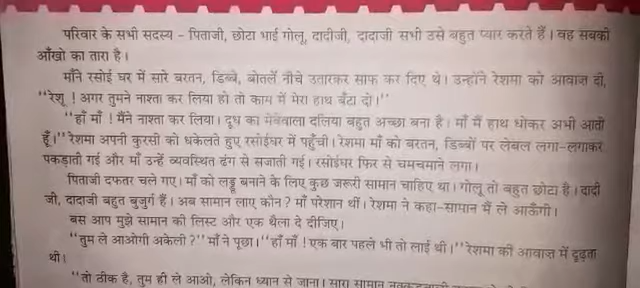 परिवार के सभी सदस्य - पिताजी, छोटा भाई गोलू, दादीजी, दादाजी सभी उसे बहुत प्यार करते हैं। वह सबकी
आँखों का तारा है।
माँने रसोई घर में सारे बरतन, डिब्बे, बोतलें नीचे उतारकर साफ कर दिए थे। उन्होंने रेशमा को आवाज दी,
"रेशू ! अगर तुमने नाश्ता कर लिया हो तो काम में मेरा हाथ बँटा दो।"
"हाँ माँ ! मैंने नाश्ता कर लिया। दूध का मेवेवाला दलिया बहुत अच्छा बना है। माँ मैं हाथ धोकर अभी आती
हूँ।" रेशमा अपनी कुरसी को धकेलते हुए रसोईघर में पहुँची। रेशमा माँ को बरतन, डिब्बों पर लेबल लगा-लगाकर
पकड़ाती गई और माँ उन्हें व्यवस्थित ढंग से सजाती गई। रसोईघर फिर से चमचमाने लगा।
पिताजी दफतर चले गए। माँ को लड्डू बनाने के लिए कुछ जरूरी सामान चाहिए था। गोलू तो बहुत छोटा है। दादी
जी, दादाजी बहुत बुजुर्ग हैं। अब सामान लाए कौन? माँ परेशान थीं। रेशमा ने कहा-सामान मैं ले आऊँगी।
बस आप मुझे सामान की लिस्ट और एक थैला दे दीजिए।
"तुम ले आओगी अकेली?" माँ ने पूछा। "हाँ माँ ! एक बार पहले भी तो लाई थी।" रेशमा की आवाज में दृढ़ता
थी।
"तो ठीक है, तुम ही ले आओ, लेकिन ध्यान से जाना। सारा सामान